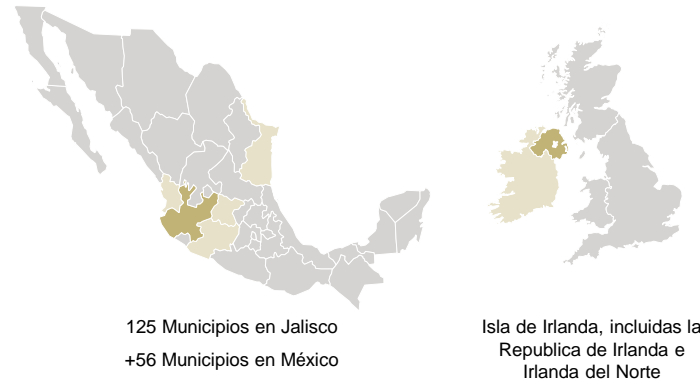 125 Municipios en Jalisco
+56 Municipios en México
Isla de Irlanda, incluidas la
Republica de Irlanda e
Irlanda del Norte